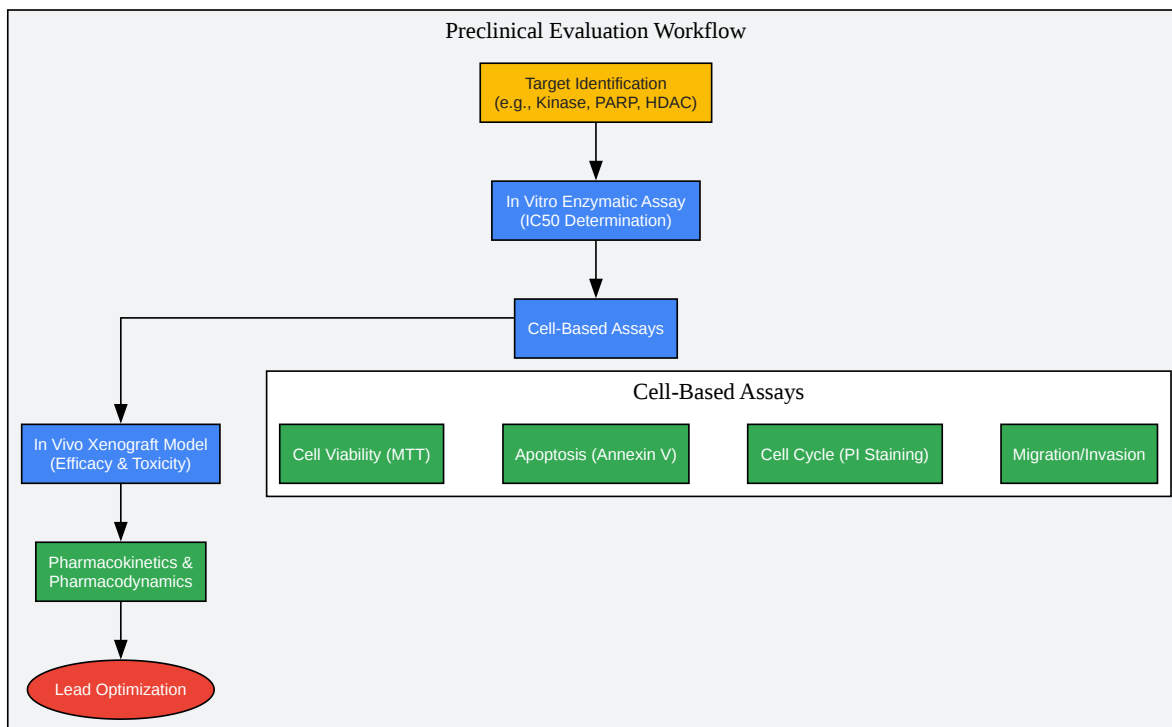 Preclinical Evaluation Workflow
Target Identification
(e.g., Kinase, PARP, HDAC)
In Vitro Enzymatic Assay
(IC50 Determination)
Cell-Based Assays
Cell-Based Assays
In Vivo Xenograft Model
(Efficacy & Toxicity)
Cell Viability (MTT)
Apoptosis (Annexin V)
Cell Cycle (PI Staining)
Migration/Invasion
Pharmacokinetics &
Pharmacodynamics
Lead Optimization